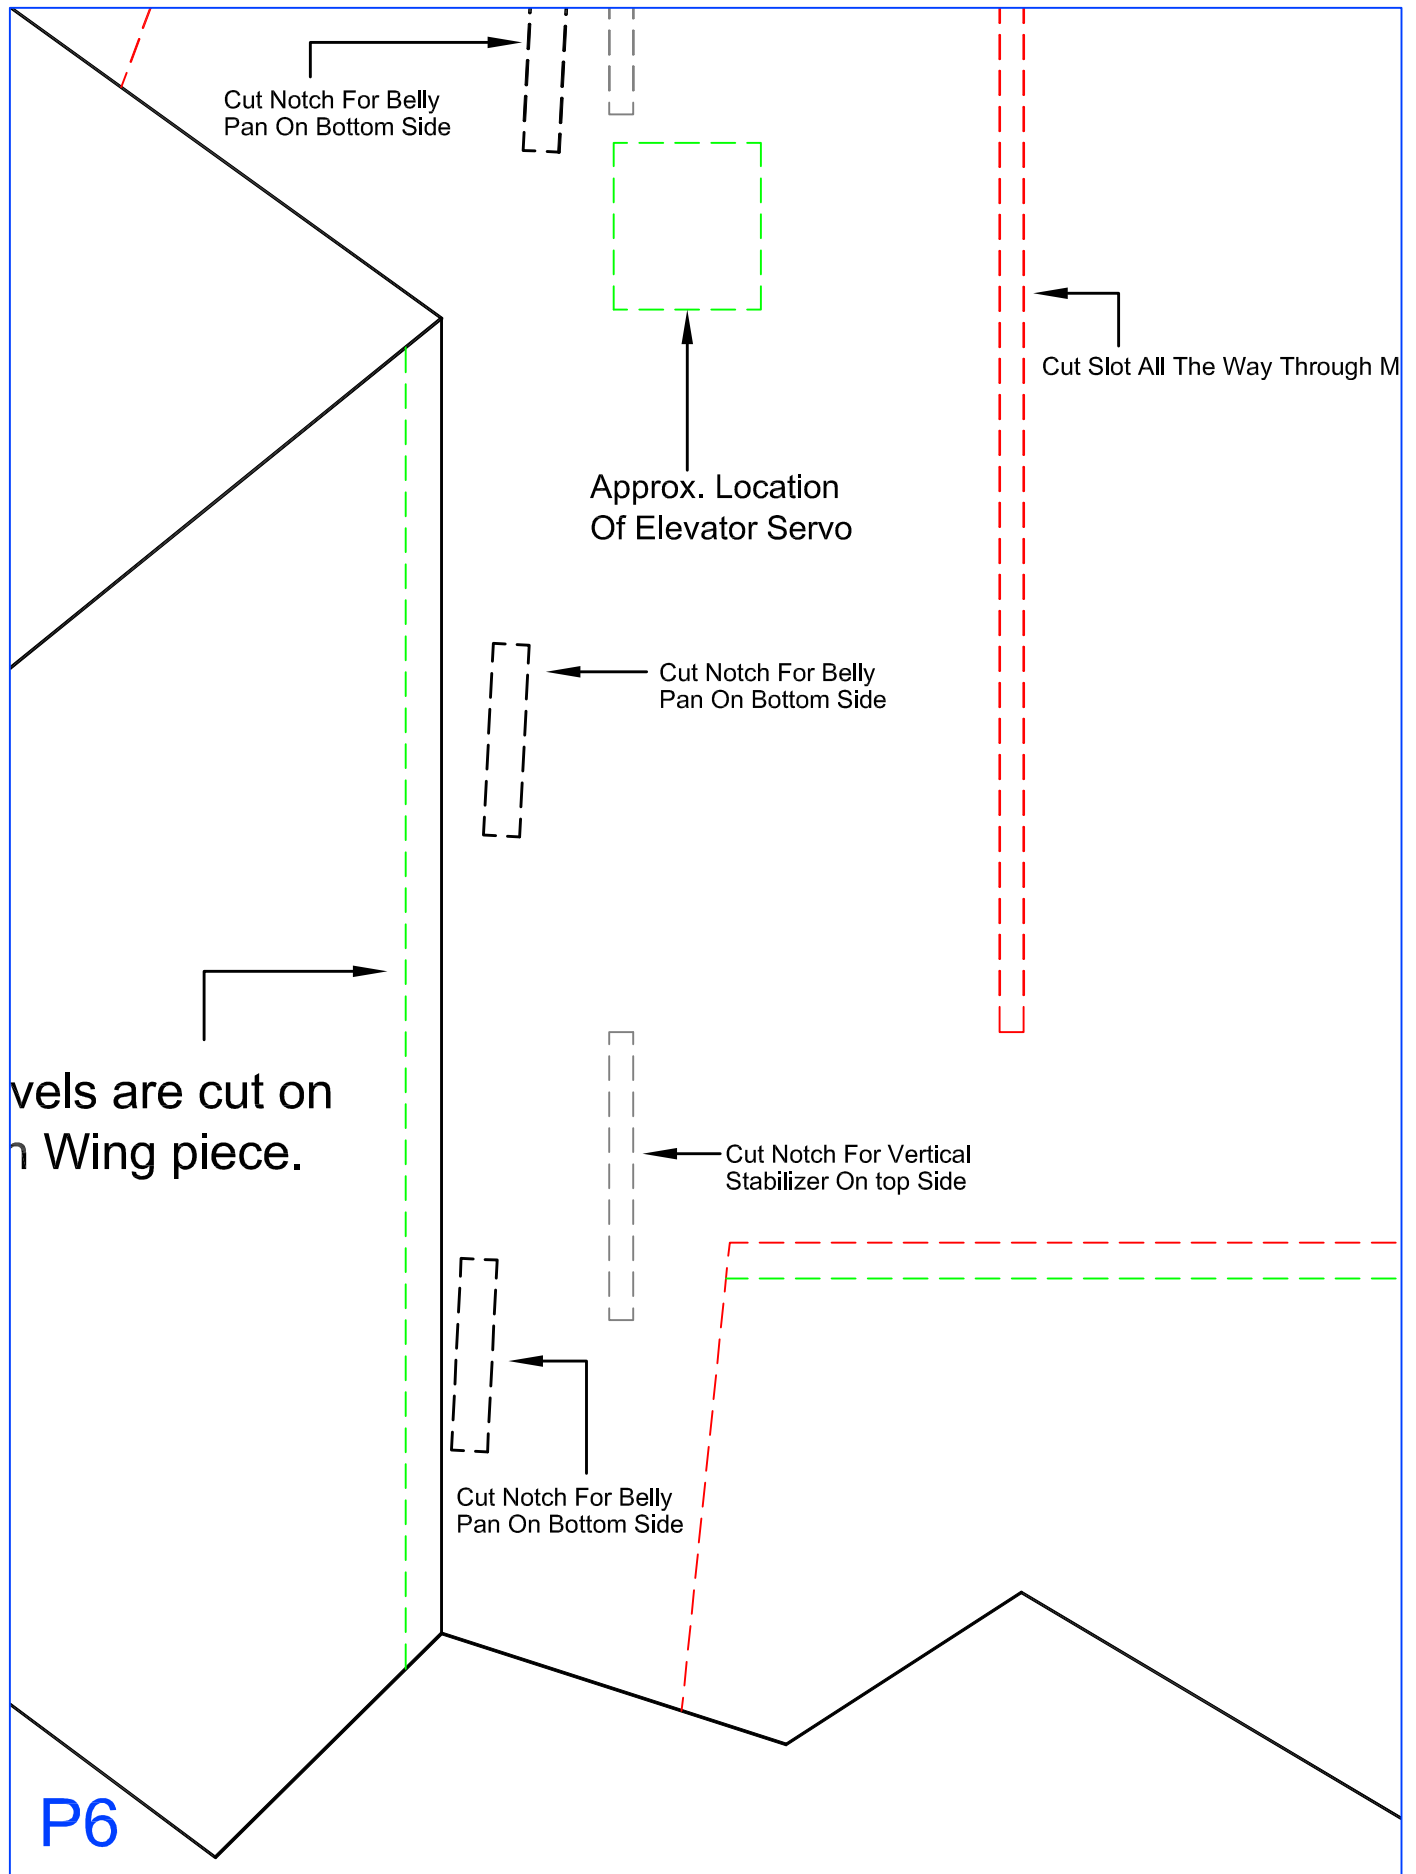 Cut Notch For Belly
Pan On Bottom Side
Cut Slot All The Way Through M
Approx. Location
Of Elevator Servo
Cut Notch For Belly
Pan On Bottom Side
vels are cut on
n Wing piece.
Cut Notch For Vertical
Stabilizer On top Side
Cut Notch For Belly
Pan On Bottom Side
P6